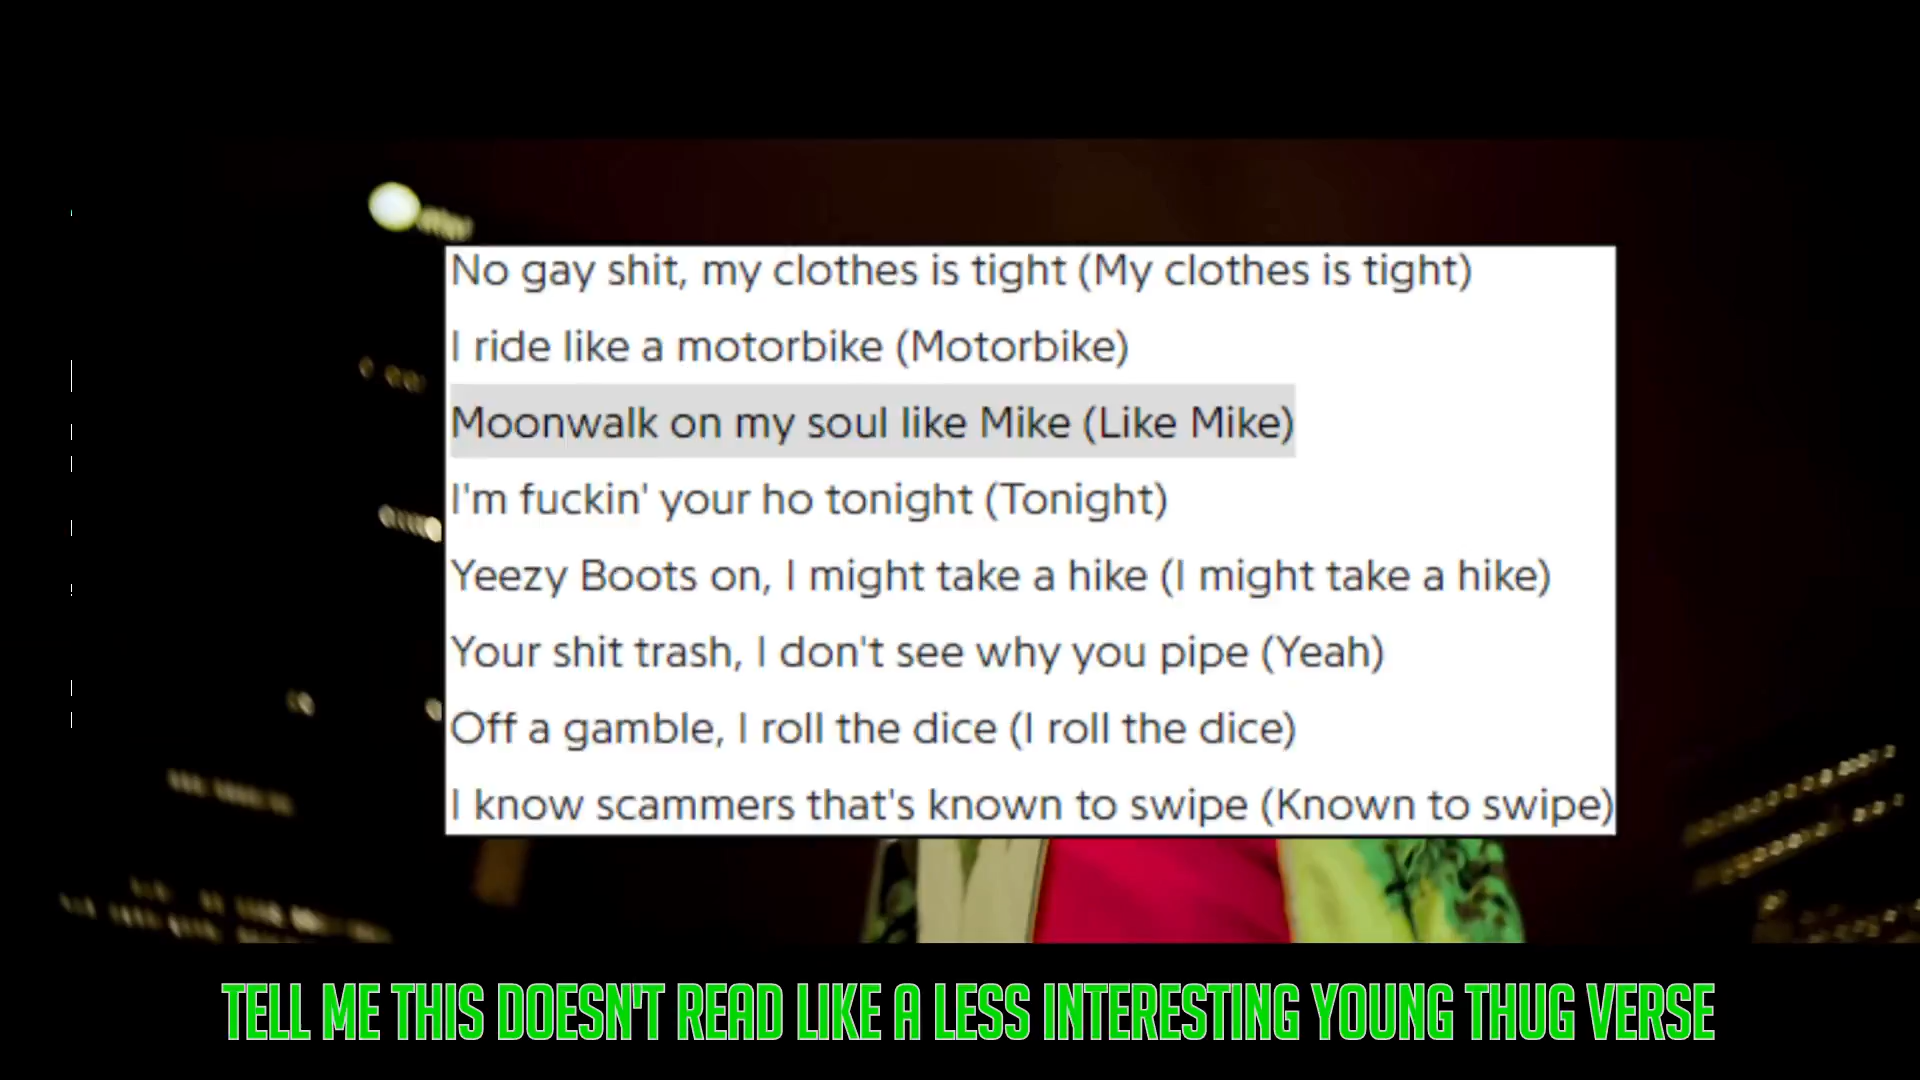 No gay shit, my clothes is tight (My clothes is tight)
I ride like a motorbike (Motorbike)
Moonwalk on my soul like Mike (Like Mike)
I'm fuckin' your ho tonight (Tonight)
Yeezy Boots on, I might take a hike (I might take a hike)
Your shit trash, I don't see why you pipe (Yeah)
Off a gamble, I roll the dice (I roll the dice)
I know scammers that's known to swipe (Known to swipe)
TELL ME THIS DOESN'T READ LIKE A LESS INTERESTING YOUNG THUG VERSE